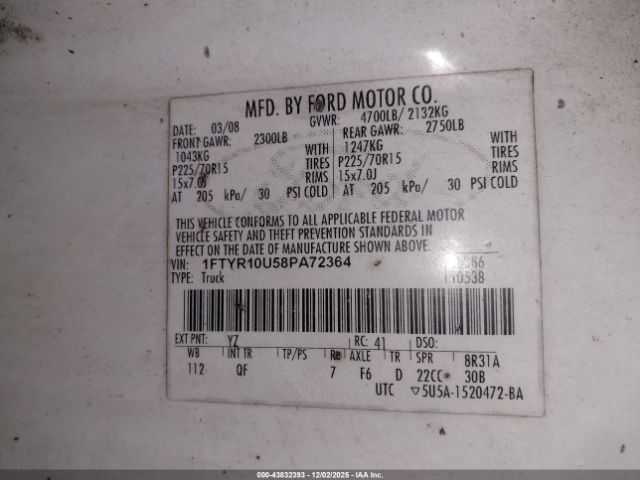 MFD. BY FORD MOTOR CO.
DATE: 03/08 GVWR: 4700LB/ 2132KG
FRONT GAWR: 2300LB REAR GAWR: 2750LB
1043KG WITH 1247KG WITH
P225/70R15 TIRES P225/70R15 TIRES
15x7.0J RIMS 15x7.0J RIMS
AT 205 kPa/ 30 PSI COLD AT 205 kPa/ 30 PSI COLD
THIS VEHICLE CONFORMS TO ALL APPLICABLE FEDERAL MOTOR
VEHICLE SAFETY AND THEFT PREVENTION STANDARDS IN
EFFECT ON THE DATE OF MANUFACTURE SHOWN ABOVE.
VIN: 1FTYR10U58PA72364
TYPE: Truck
EXT PNT: YZ RC: 41 DSO:
WB INT TR TP/PS R AXLE TR SPR 8R31A
112 QF 7 F6 D 22CC 30B
UTC ▽5U5A-1520472-BA
000-43832393 - 12/02/2025 - IAA Inc.